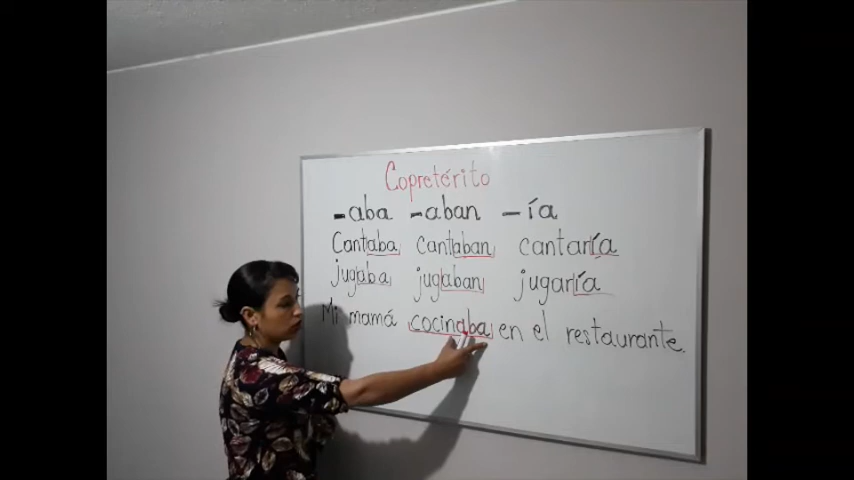 Copretérito
-aba -aban -ía
Cantaba cantaban cantaría
jugaba jugaban jugaría
Mi mamá cocinaba en el restaurante.